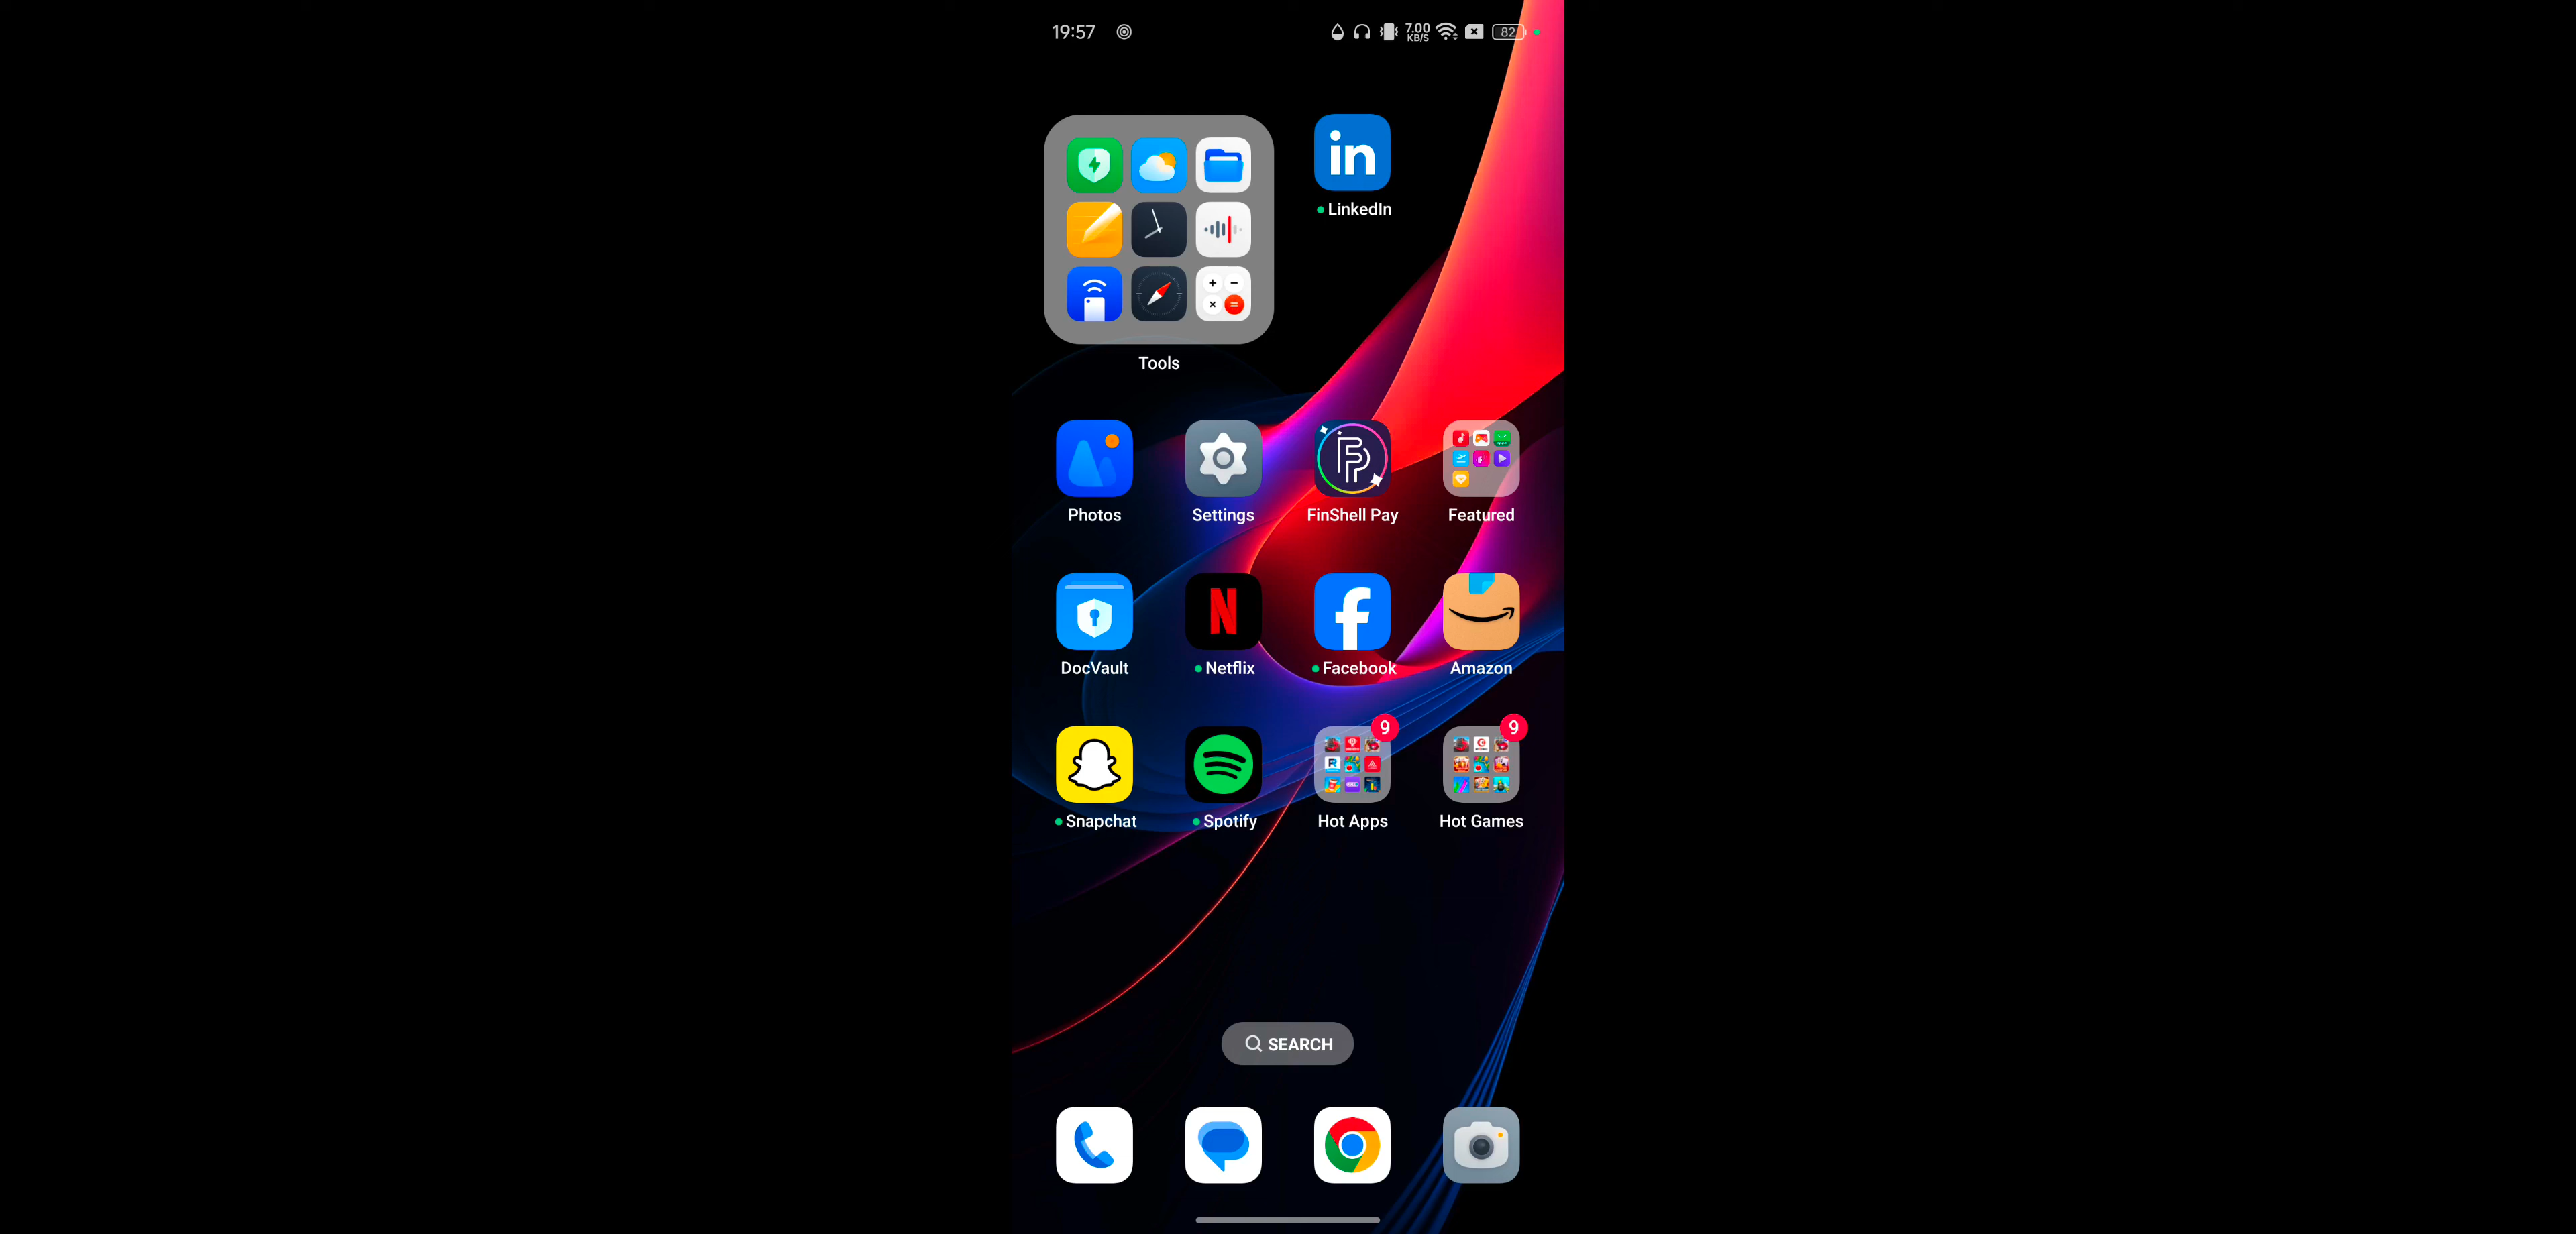 19:57
7.00
KB/S
82
in
LinkedIn
Tools
Photos
Settings
FinShell Pay
Featured
DocVault
Netflix
Facebook
Amazon
9
9
Snapchat
Spotify
Hot Apps
Hot Games
SEARCH